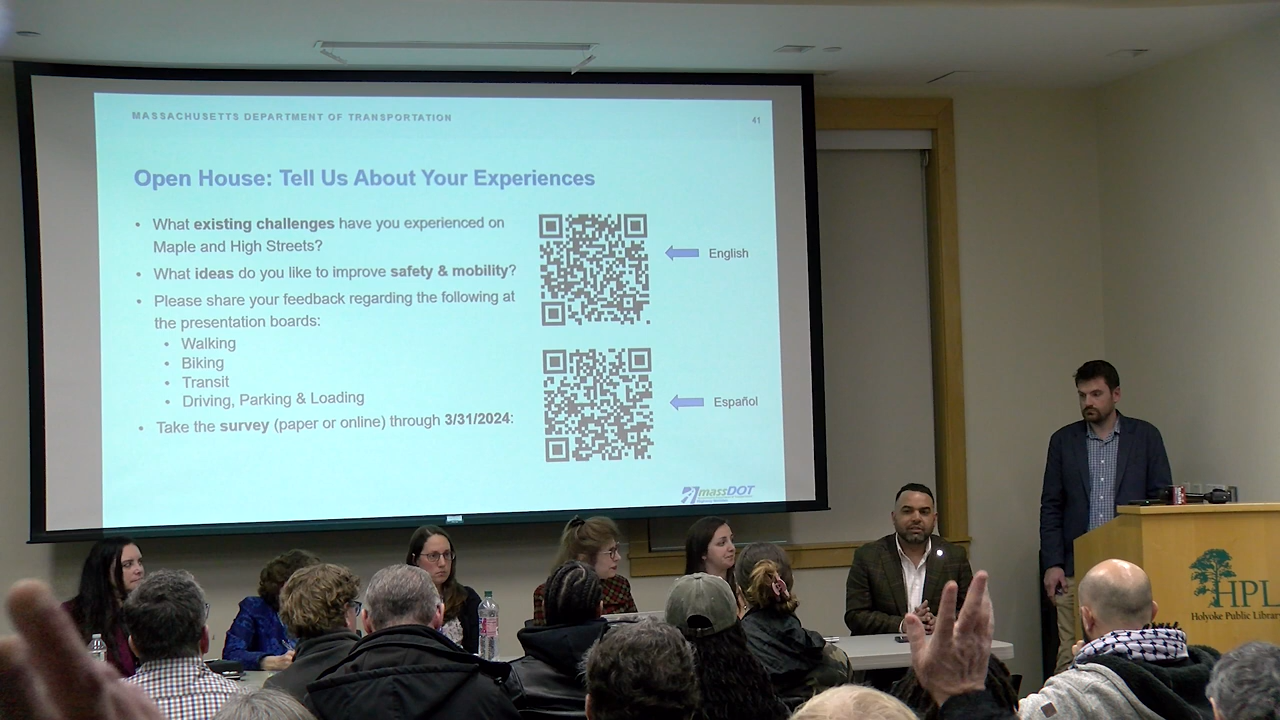 MASSACHUSETTS DEPARTMENT OF TRANSPORTATION
41
Open House: Tell Us About Your Experiences
• What existing challenges have you experienced on
Maple and High Streets?
• What ideas do you like to improve safety & mobility?
• Please share your feedback regarding the following at
the presentation boards:
• Walking
• Biking
• Transit
• Driving, Parking & Loading
• Take the survey (paper or online) through 3/31/2024:
English
Español
massDOT
HPL
Holyoke Public Library